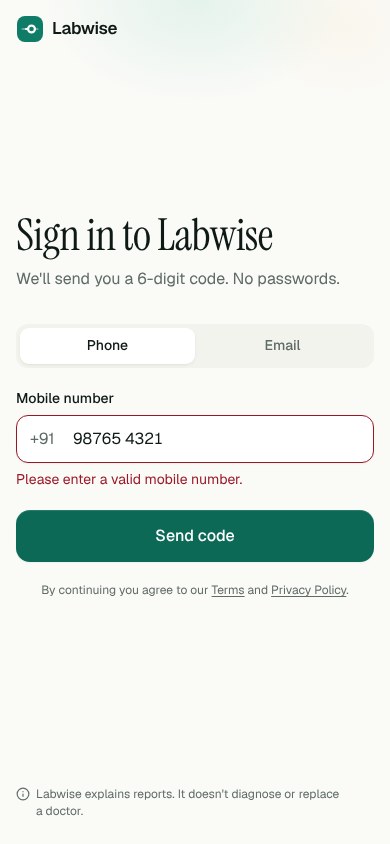 Labwise
Sign in to Labwise
We'll send you a 6-digit code. No passwords.
Phone
Email
Mobile number
+91 98765 4321
Please enter a valid mobile number.
Send code
By continuing you agree to our Terms and Privacy Policy.
Labwise explains reports. It doesn't diagnose or replace
a doctor.